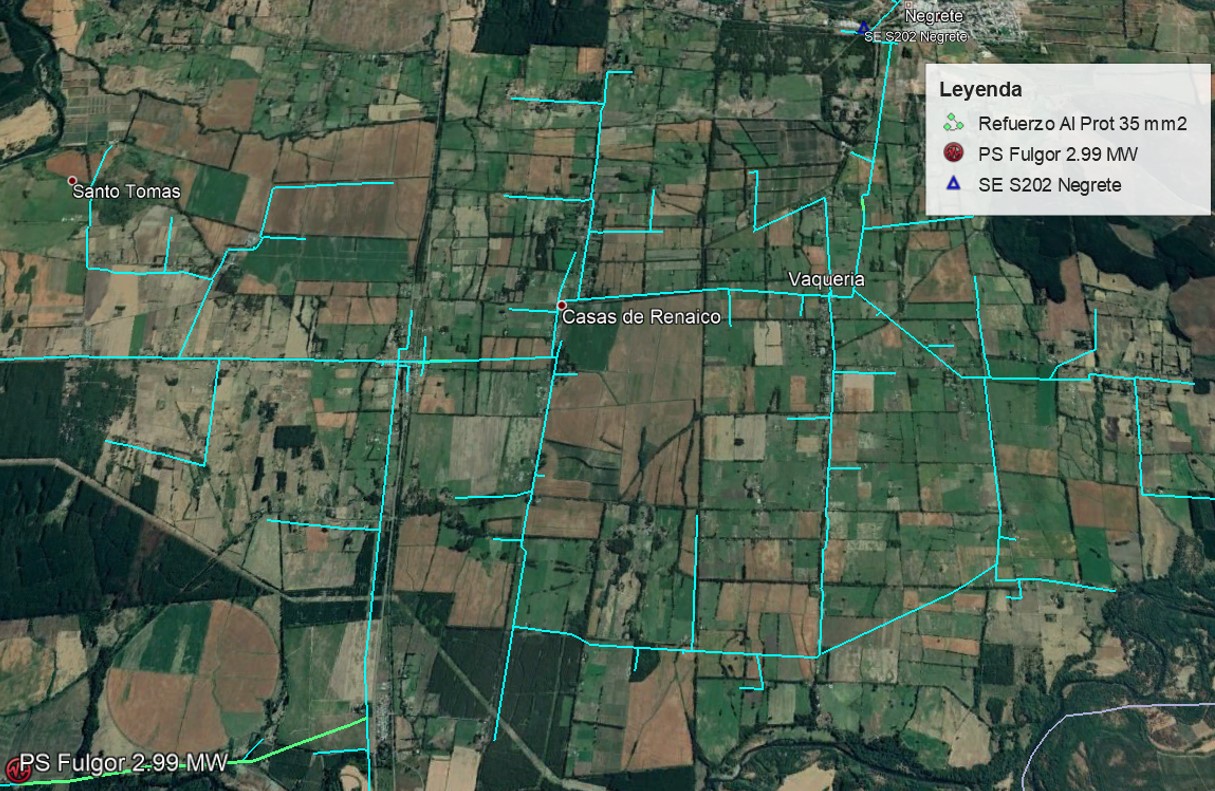 Negrete
SE S202 Negrete
Leyenda
Refuerzo Al Prot 35 mm2
PS Fulgor 2.99 MW
SE S202 Negrete
Santo Tomas
Vaqueria
Casas de Renaico
PS Fulgor 2.99 MW